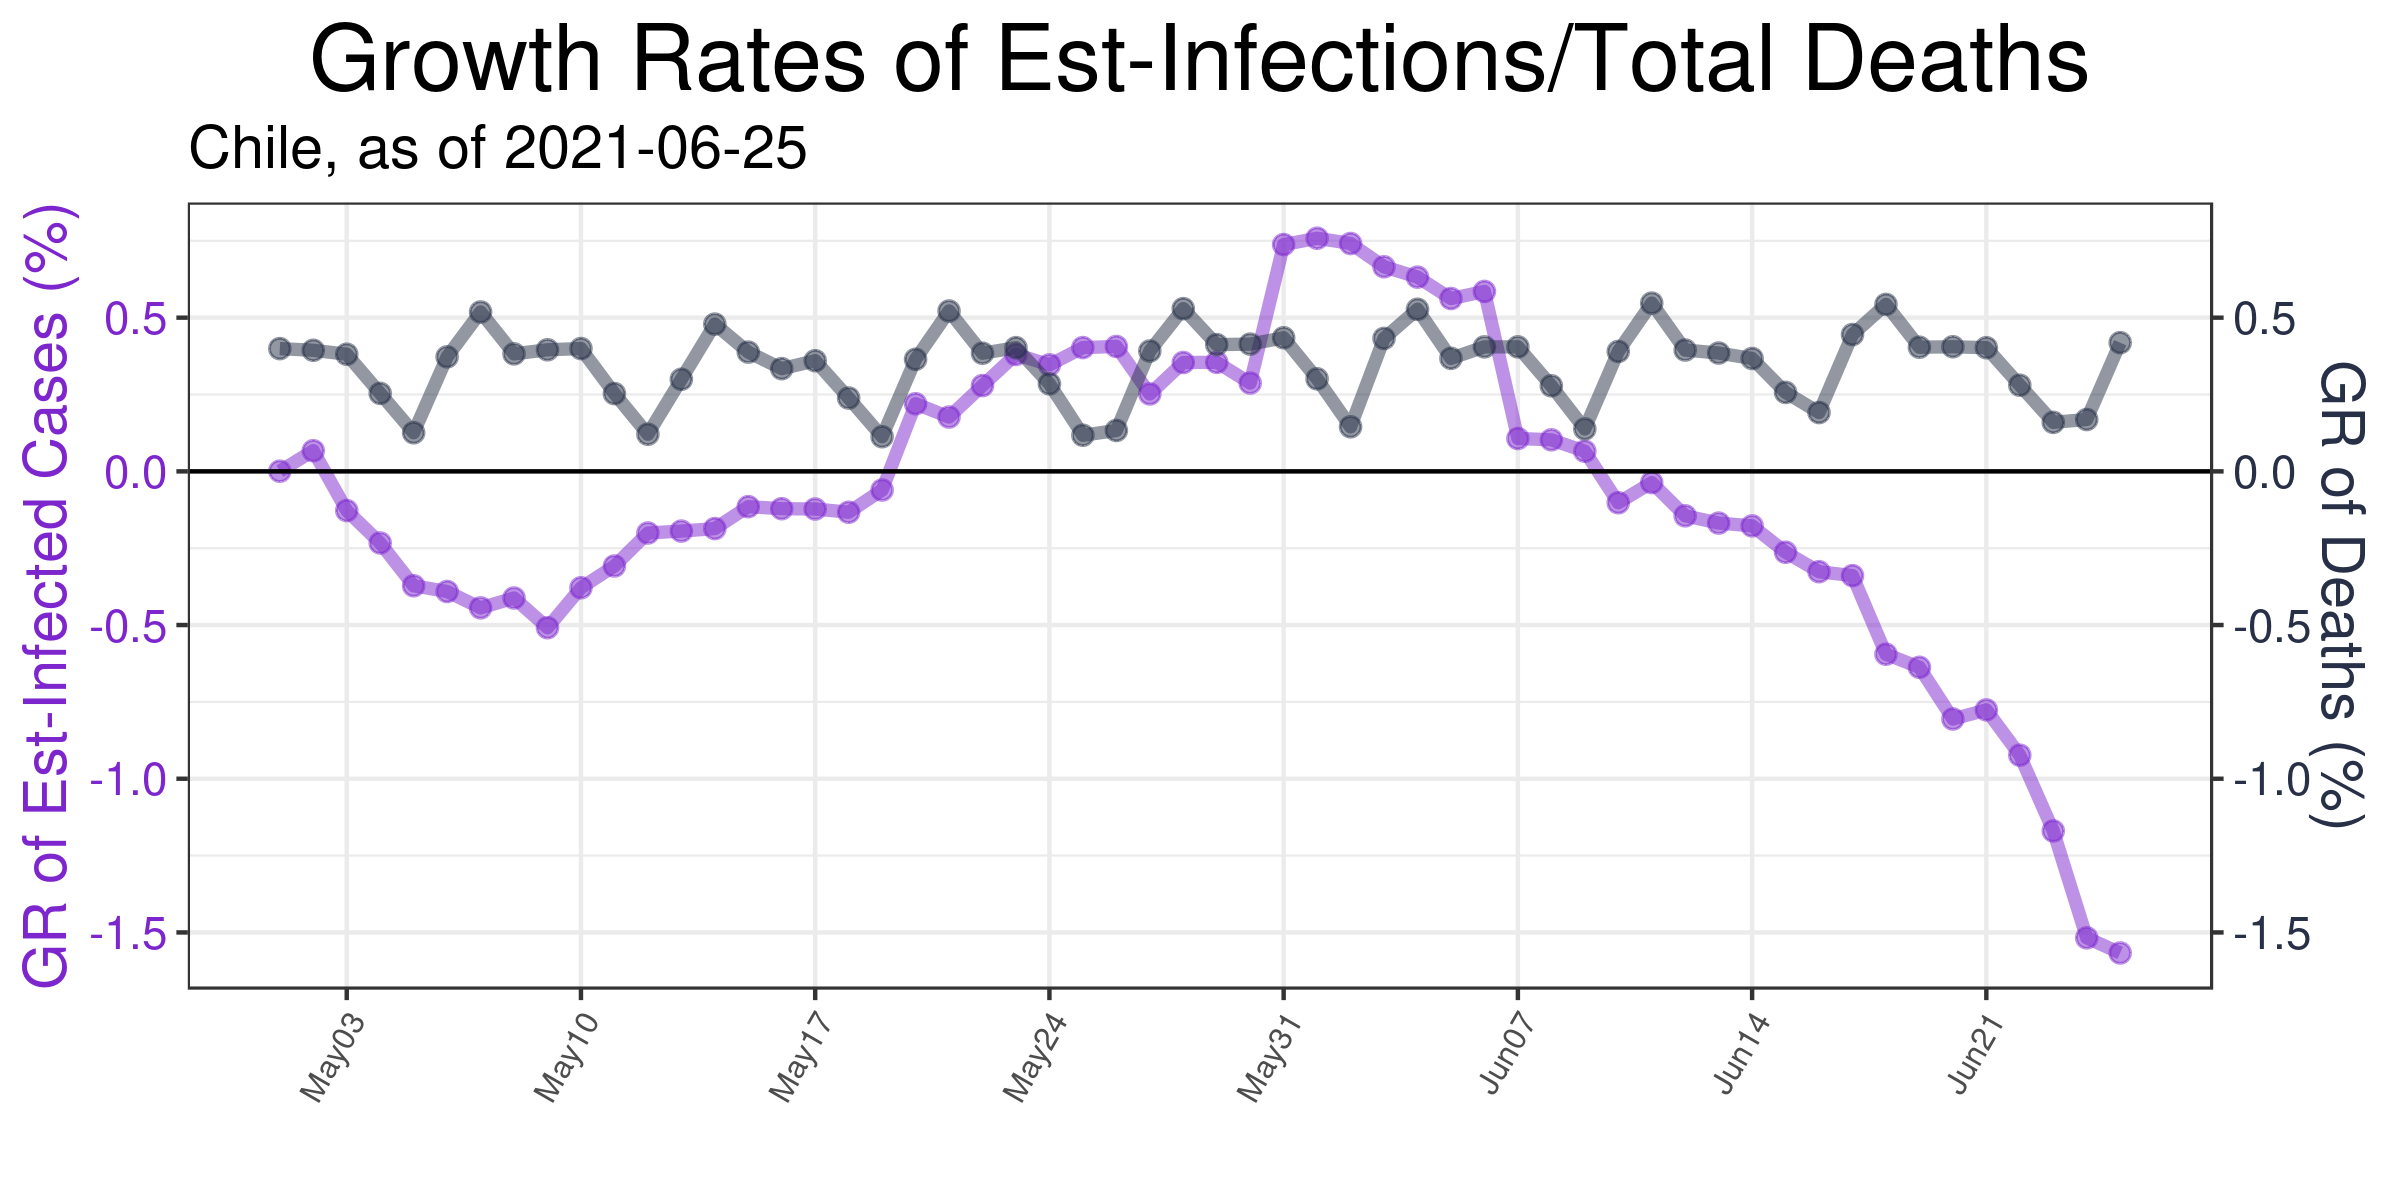 Growth Rates of Est-Infections/Total Deaths
Chile, as of 2021-06-25
GR of Est-Infected Cases (%)
0.5
0.0
-0.5
-1.0
-1.5
0.5
0.0
-0.5
-1.0
-1.5
GR of Deaths (%)
May03
May10
May17
May24
May31
Jun07
Jun14
Jun21